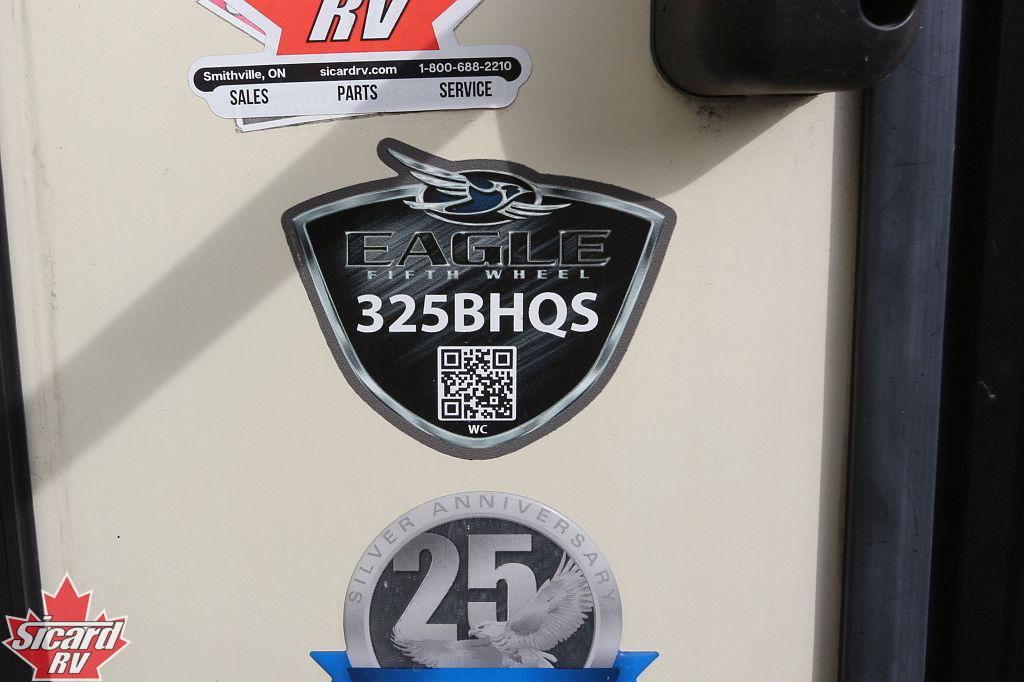 RV
Smithville, ON sicardrv.com 1-800-688-2210
SALES PARTS SERVICE
EAGLE
FIFTH WHEEL
325BHQS
WC
SILVER ANNIVERSARY
25
Sicard
RV